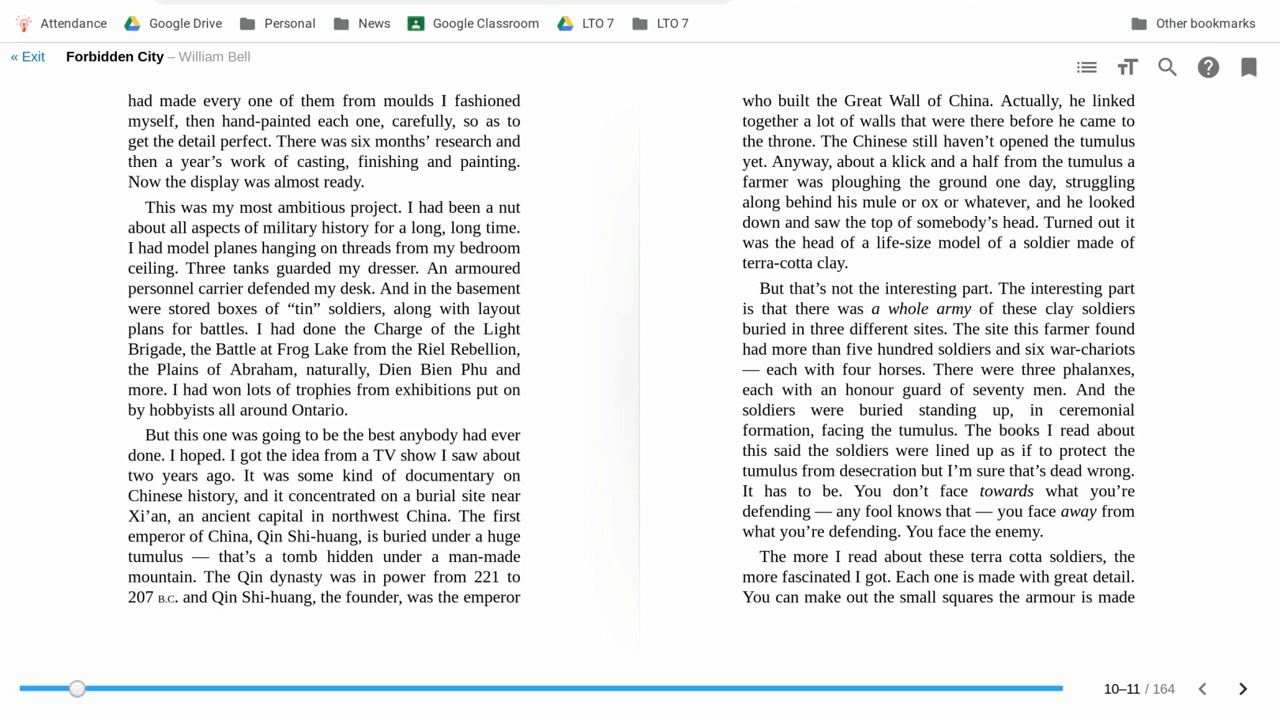 Attendance Google Drive Personal News Google Classroom LTO 7 LTO 7 Other bookmarks
« Exit Forbidden City – William Bell
had made every one of them from moulds I fashioned
myself, then hand-painted each one, carefully, so as to
get the detail perfect. There was six months’ research and
then a year’s work of casting, finishing and painting.
Now the display was almost ready.
This was my most ambitious project. I had been a nut
about all aspects of military history for a long, long time.
I had model planes hanging on threads from my bedroom
ceiling. Three tanks guarded my dresser. An armoured
personnel carrier defended my desk. And in the basement
were stored boxes of “tin” soldiers, along with layout
plans for battles. I had done the Charge of the Light
Brigade, the Battle at Frog Lake from the Riel Rebellion,
the Plains of Abraham, naturally, Dien Bien Phu and
more. I had won lots of trophies from exhibitions put on
by hobbyists all around Ontario.
But this one was going to be the best anybody had ever
done. I hoped. I got the idea from a TV show I saw about
two years ago. It was some kind of documentary on
Chinese history, and it concentrated on a burial site near
Xi’an, an ancient capital in northwest China. The first
emperor of China, Qin Shi-huang, is buried under a huge
tumulus — that’s a tomb hidden under a man-made
mountain. The Qin dynasty was in power from 221 to
207 B.C. and Qin Shi-huang, the founder, was the emperor
who built the Great Wall of China. Actually, he linked
together a lot of walls that were there before he came to
the throne. The Chinese still haven’t opened the tumulus
yet. Anyway, about a klick and a half from the tumulus a
farmer was ploughing the ground one day, struggling
along behind his mule or ox or whatever, and he looked
down and saw the top of somebody’s head. Turned out it
was the head of a life-size model of a soldier made of
terra-cotta clay.
But that’s not the interesting part. The interesting part
is that there was a whole army of these clay soldiers
buried in three different sites. The site this farmer found
had more than five hundred soldiers and six war-chariots
— each with four horses. There were three phalanxes,
each with an honour guard of seventy men. And the
soldiers were buried standing up, in ceremonial
formation, facing the tumulus. The books I read about
this said the soldiers were lined up as if to protect the
tumulus from desecration but I’m sure that’s dead wrong.
It has to be. You don’t face towards what you’re
defending — any fool knows that — you face away from
what you’re defending. You face the enemy.
The more I read about these terra cotta soldiers, the
more fascinated I got. Each one is made with great detail.
You can make out the small squares the armour is made
10–11 / 164